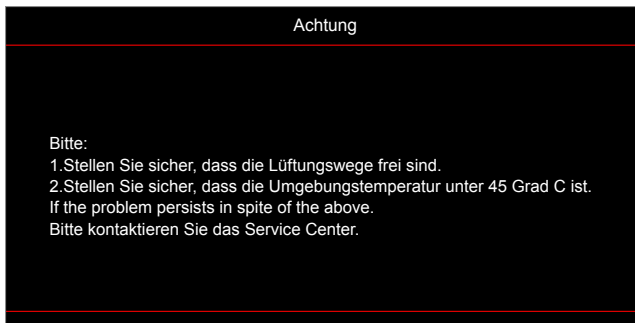 Achtung
Bitte:
1.Stellen Sie sicher, dass die Lüftungswege frei sind.
2.Stellen Sie sicher, dass die Umgebungstemperatur unter 45 Grad C ist.
If the problem persists in spite of the above.
Bitte kontaktieren Sie das Service Center.